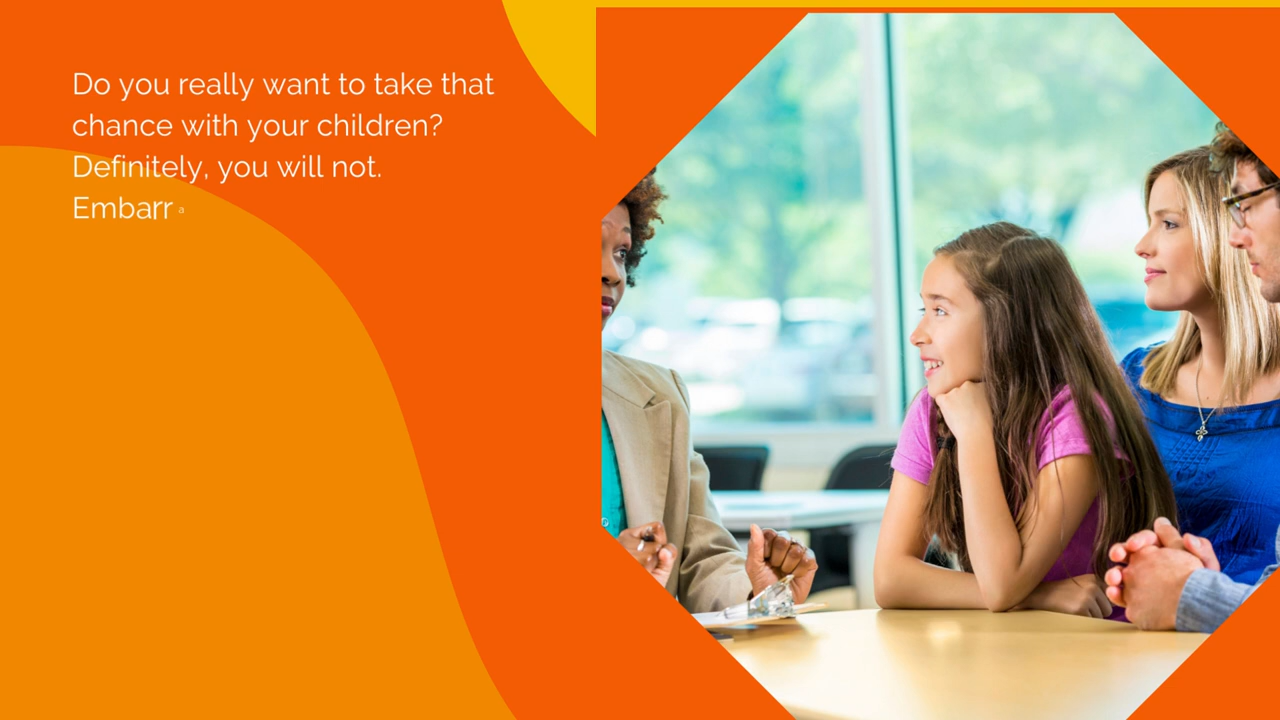 Do you really want to take that
chance with your children?
Definitely, you will not.
Embarr a